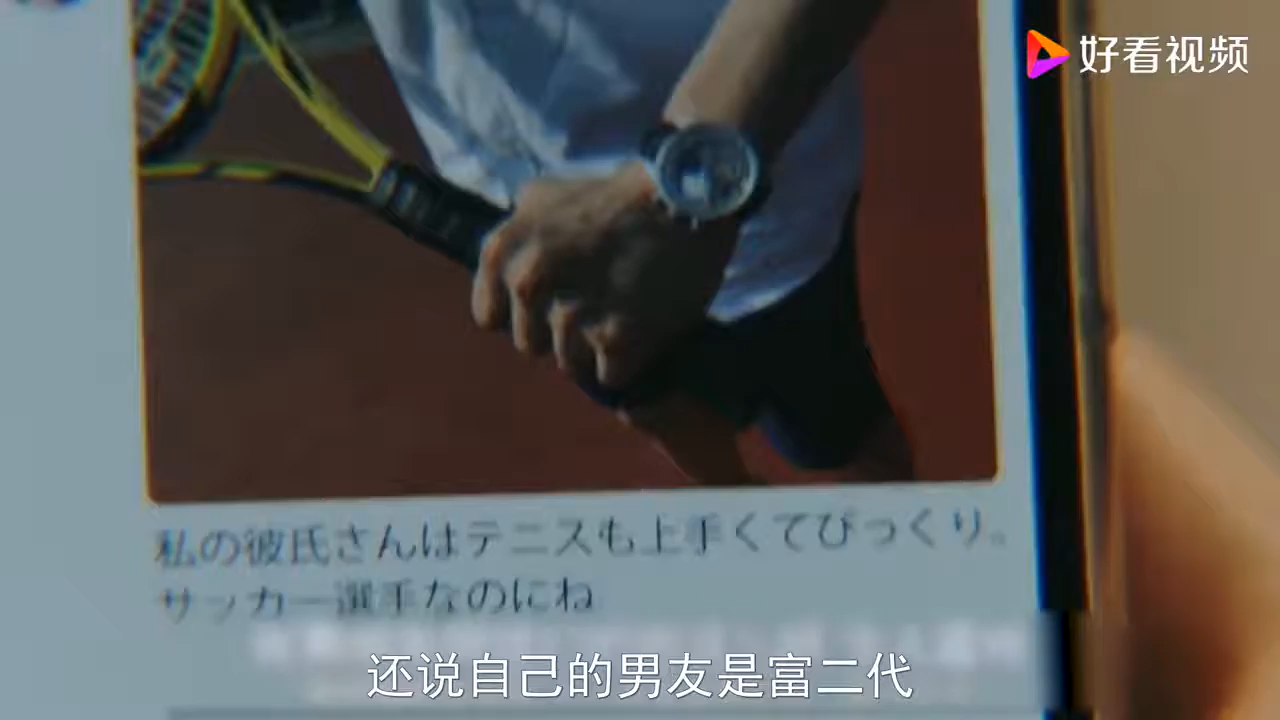 好看视频
私の彼氏さんはテニスも上手くてびっくり。
サッカー選手なのにね
还说自己的男友是富二代